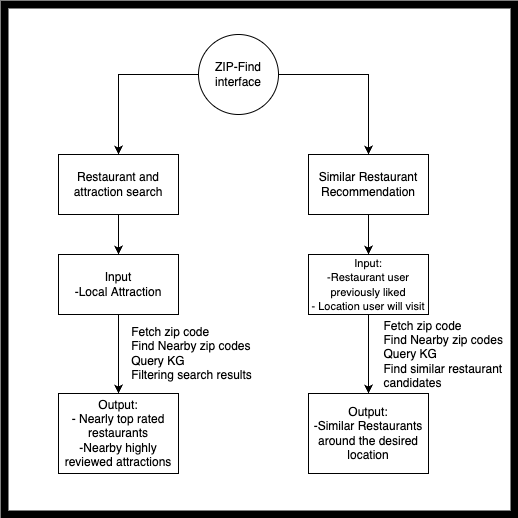 ZIP-Find
interface
Restaurant and
attraction search
Similar Restaurant
Recommendation
Input
-Local Attraction
Input:
-Restaurant user
previously liked
- Location user will visit
Fetch zip code
Find Nearby zip codes
Query KG
Filtering search results
Fetch zip code
Find Nearby zip codes
Query KG
Find similar restaurant
candidates
Output:
- Nearly top rated
restaurants
-Nearby highly
reviewed attractions
Output:
-Similar Restaurants
around the desired
location